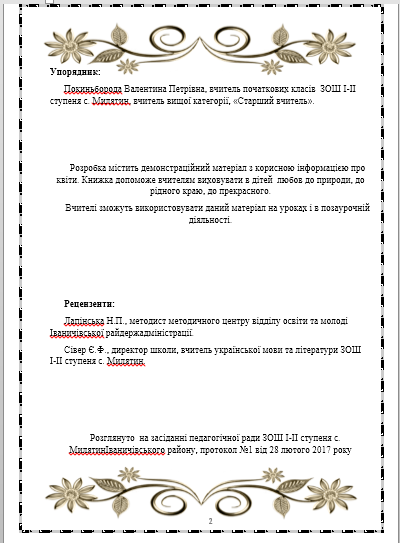 Упорядник:
Покиньборода Валентина Петрівна, вчитель початкових класів ЗОШ І-ІІ
ступеня с. Милятин, вчитель вищої категорії, «Старший вчитель».
Розробка містить демонстраційний матеріал з корисною інформацією про
квіти. Книжка допоможе вчителям виховувати в дітей любов до природи, до
рідного краю, до прекрасного.
Вчителі зможуть використовувати даний матеріал на уроках і в позаурочній
діяльності.
Рецензенти:
Лапінська Н.П., методист методичного центру відділу освіти та молоді
Іваничівської райдержадміністрації.
Сівер Є.Ф., директор школи, вчитель української мови та літератури ЗОШ
І-ІІ ступеня с. Милятин.
Розглянуто на засіданні педагогічної ради ЗОШ І-ІІ ступеня с.
МилятинІваничівського району, протокол №1 від 28 лютого 2017 року
2